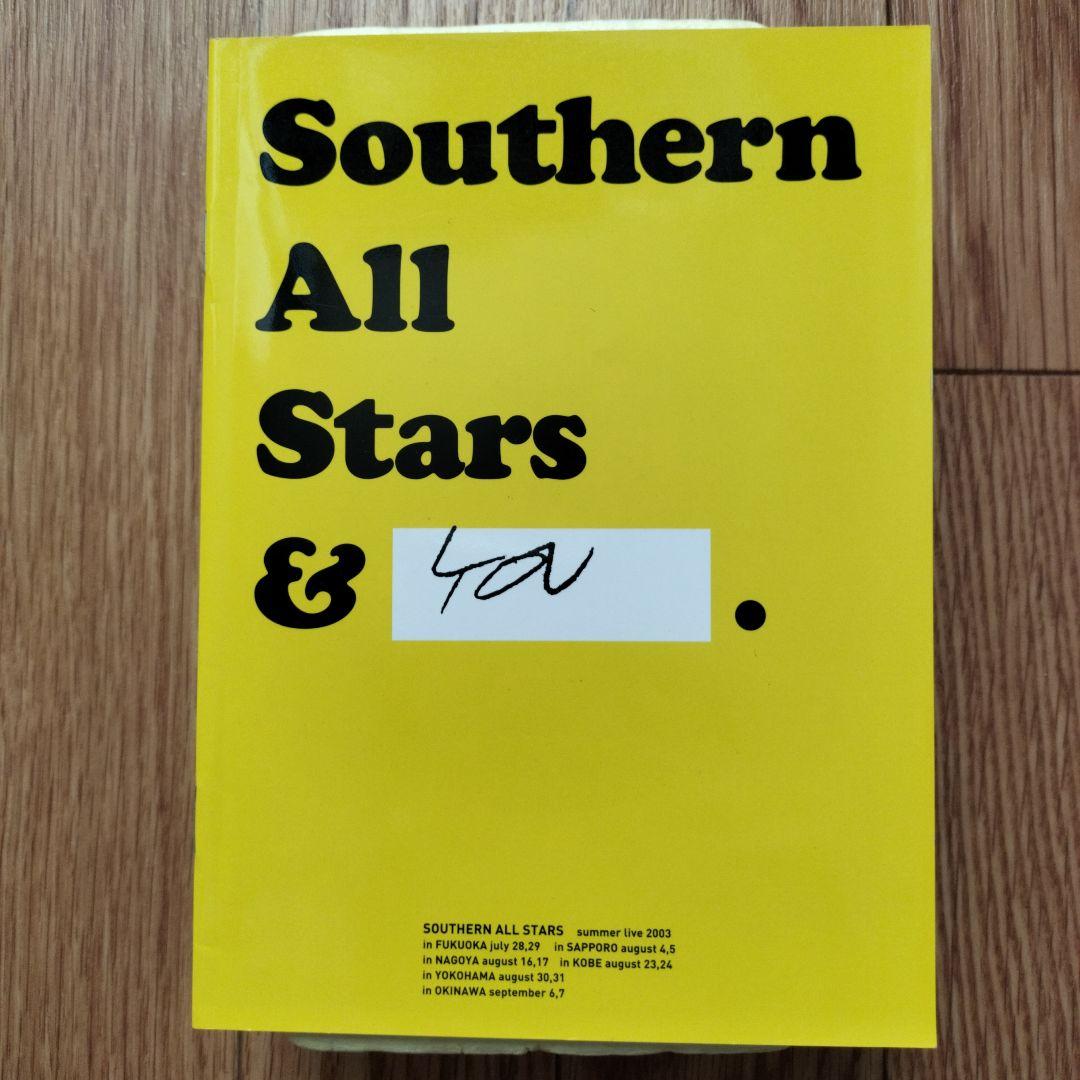 Southern
All
Stars
& YOU .
SOUTHERN ALL STARS summer live 2003
in FUKUOKA july 28,29 in SAPPORO august 4,5
in NAGOYA august 16,17 in KOBE august 23,24
in YOKOHAMA august 30,31
in OKINAWA september 6,7